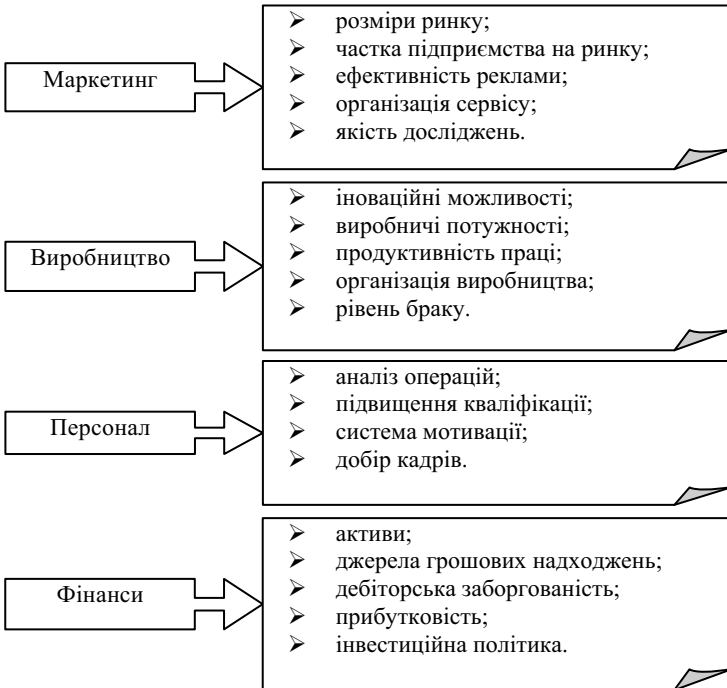 Маркетинг
➢ розміри ринку;
➢ частка підприємства на ринку;
➢ ефективність реклами;
➢ організація сервісу;
➢ якість досліджень.
Виробництво
➢ іноваційні можливості;
➢ виробничі потужності;
➢ продуктивність праці;
➢ організація виробництва;
➢ рівень браку.
Персонал
➢ аналіз операцій;
➢ підвищення кваліфікації;
➢ система мотивації;
➢ добір кадрів.
Фінанси
➢ активи;
➢ джерела грошових надходжень;
➢ дебіторська заборгованість;
➢ прибутковість;
➢ інвестиційна політика.